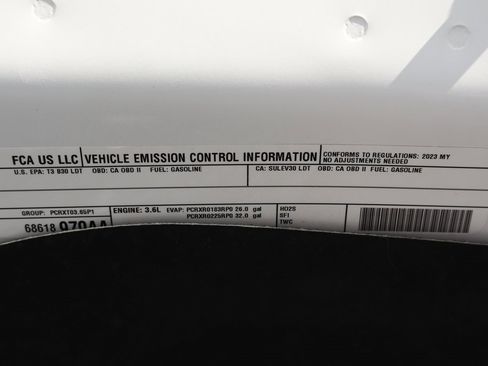 FCA US LLC VEHICLE EMISSION CONTROL INFORMATION CONFORMS TO REGULATIONS: 2023 MY
NO ADJUSTMENTS NEEDED
U.S. EPA: T3 B30 LDT OBD: CA OBD II FUEL: GASOLINE CA: SULEV30 LDT OBD: CA OBD II FUEL: GASOLINE
GROUP: PCRXT03.65P1 ENGINE: 3.6L EVAP: PCRXR0183RP0 26.0 gal HO2S
PCRXR0225RP0 32.0 gal SFI
68618 070AA TWC